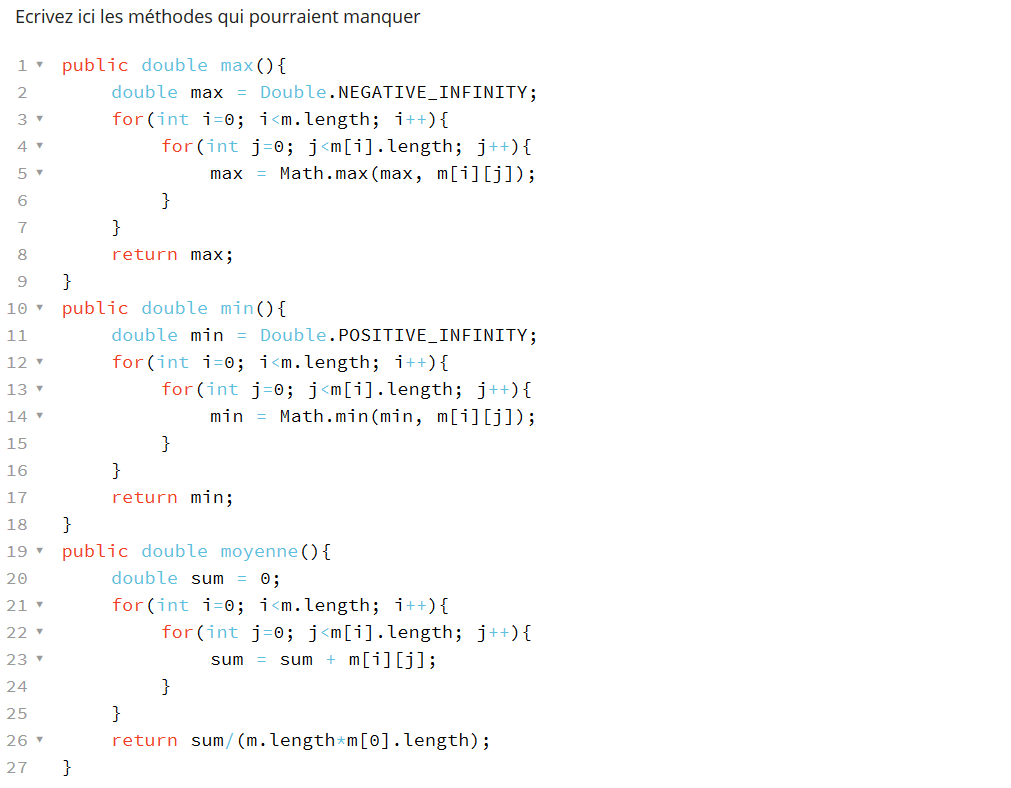 Ecrivez ici les méthodes qui pourraient manquer
1 public double max(){
2 double max = Double.NEGATIVE_INFINITY;
3 for(int i=0; i<m.length; i++){
4 for(int j=0; j<m[i].length; j++){
5 max = Math.max(max, m[i][j]);
6 }
7 }
8 return max;
9 }
10 public double min(){
11 double min = Double.POSITIVE_INFINITY;
12 for(int i=0; i<m.length; i++){
13 for(int j=0; j<m[i].length; j++){
14 min = Math.min(min, m[i][j]);
15 }
16 }
17 return min;
18 }
19 public double moyenne(){
20 double sum = 0;
21 for(int i=0; i<m.length; i++){
22 for(int j=0; j<m[i].length; j++){
23 sum = sum + m[i][j];
24 }
25 }
26 return sum/(m.length*m[0].length);
27 }